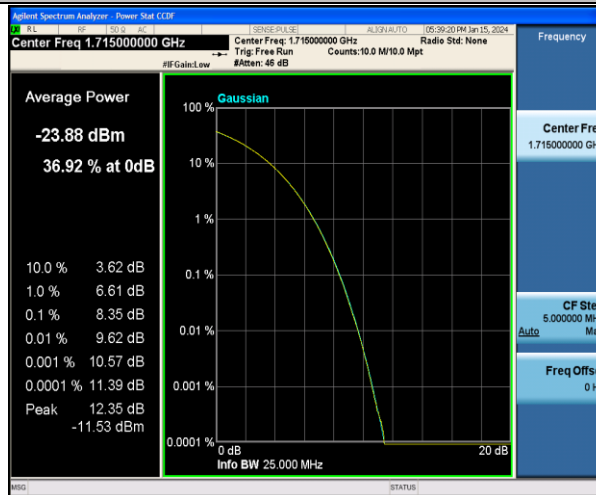 Agilent Spectrum Analyzer - Power Stat CCDF
RL RF 50 Ω AC SENSE:PULSE ALIGN AUTO 05:39:20 PM Jan 15, 2024
Center Freq 1.715000000 GHz
Center Freq: 1.715000000 GHz Radio Std: None
Trig: Free Run Counts:10.0 M/10.0 Mpt
#IFGain:Low #Atten: 46 dB
Frequency
Average Power
-23.88 dBm
36.92 % at 0dB
10.0 % 3.62 dB
1.0 % 6.61 dB
0.1 % 8.35 dB
0.01 % 9.62 dB
0.001 % 10.57 dB
0.0001 % 11.39 dB
Peak 12.35 dB
-11.53 dBm
Gaussian
100 %
10 %
1 %
0.1 %
0.01 %
0.001 %
0.0001 %
0 dB 20 dB
Info BW 25.000 MHz
Center Fre
1.715000000 GH
CF Ste
5.000000 MH
Auto Ma
Freq Offs
0 H
MSG STATUS